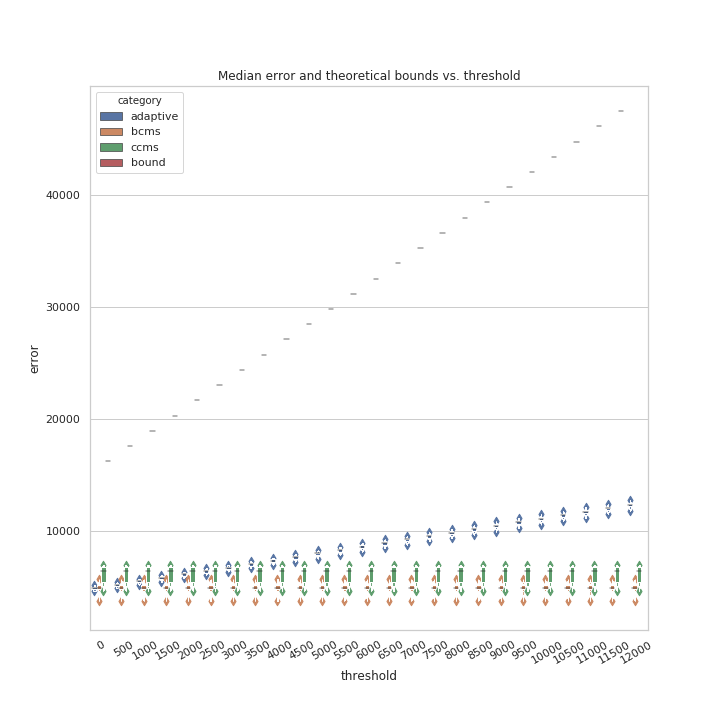 Median error and theoretical bounds vs. threshold
category
adaptive
bcms
ccms
bound
40000
30000
20000
10000
error
0 500 1000 1500 2000 2500 3000 3500 4000 4500 5000 5500 6000 6500 7000 7500 8000 8500 9000 9500 10000 10500 11000 11500 12000
threshold